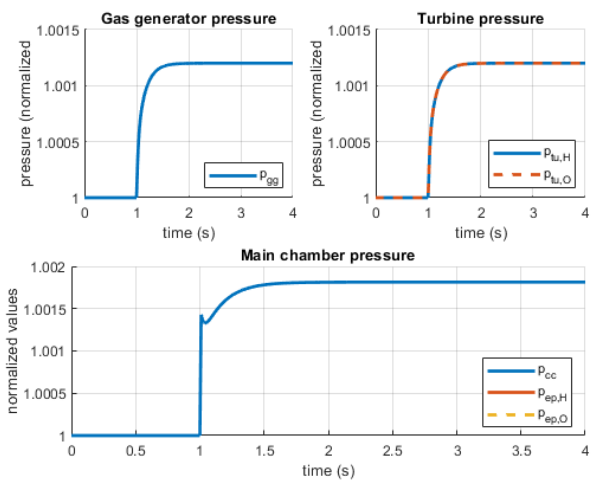 Gas generator pressure
pressure (normalized
1.0015
1.001
1.0005
1
0 1 2 3 4
time (s)
p_gg
Turbine pressure
pressure (normalized
1.0015
1.001
1.0005
1
0 1 2 3 4
time (s)
p_tu,H
p_tu,O
Main chamber pressure
normalized values
1.002
1.0015
1.001
1.0005
1
0 0.5 1 1.5 2 2.5 3 3.5 4
time (s)
p_cc
p_ep,H
p_ep,O